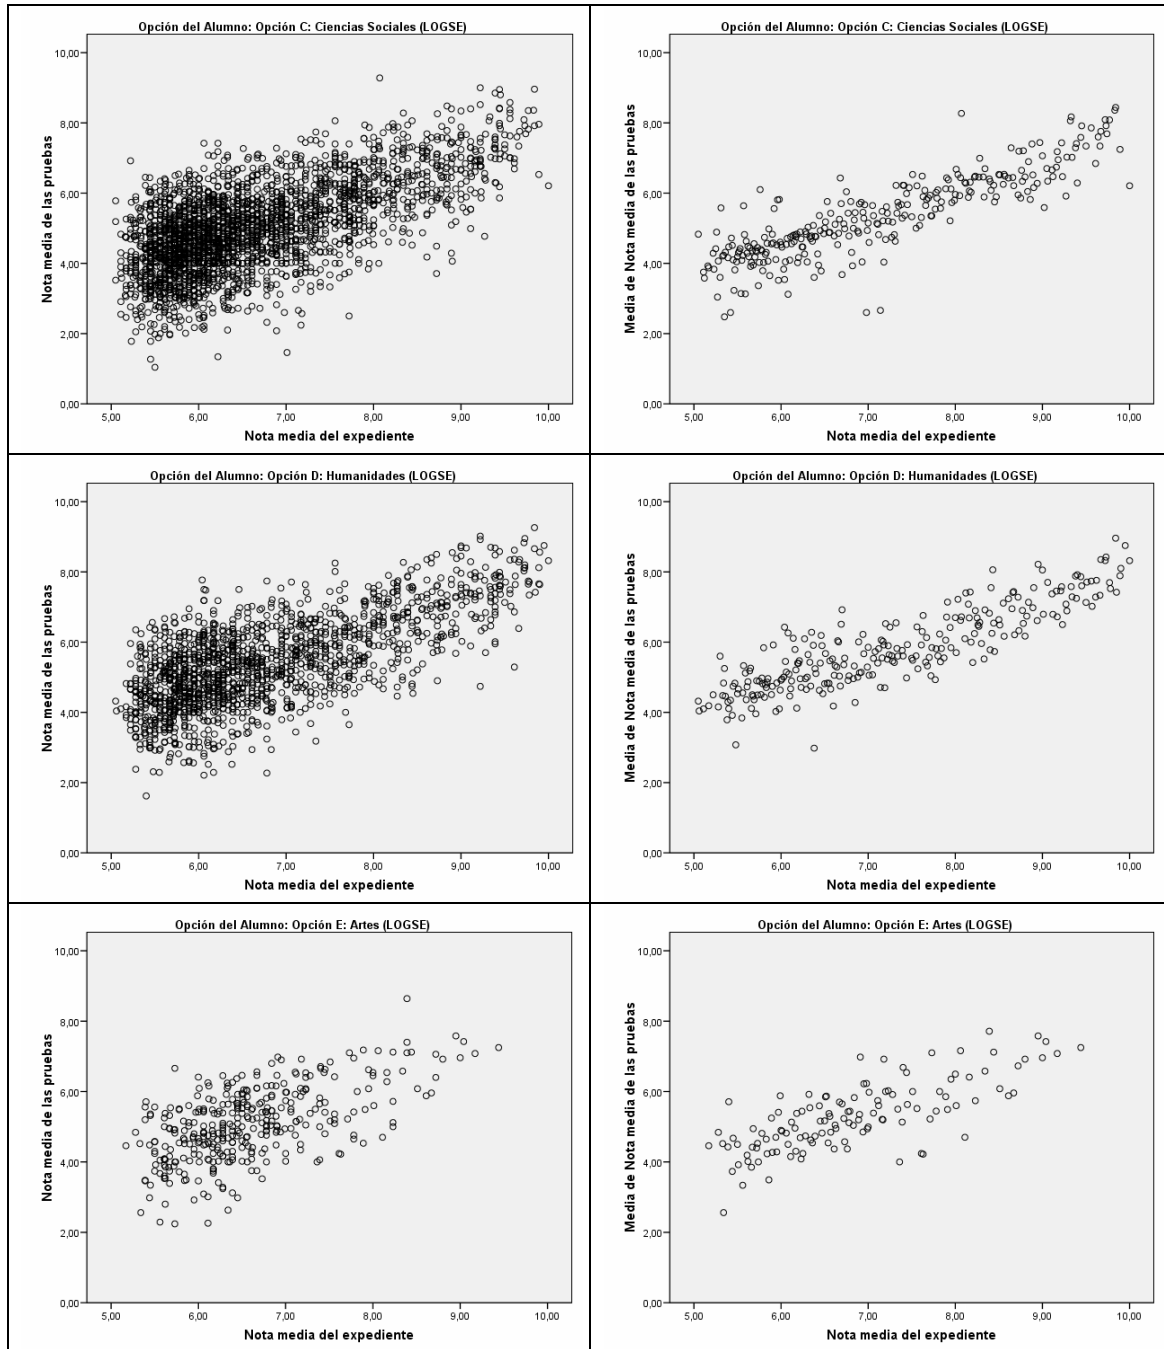 Opción del Alumno: Opción C: Ciencias Sociales (LOGSE)
Nota media de las pruebas
10,00
8,00
6,00
4,00
2,00
0,00
5,00 6,00 7,00 8,00 9,00 10,00
Nota media del expediente
Opción del Alumno: Opción C: Ciencias Sociales (LOGSE)
Media de Nota media de las pruebas
10,00
8,00
6,00
4,00
2,00
0,00
5,00 6,00 7,00 8,00 9,00 10,00
Nota media del expediente
Opción del Alumno: Opción D: Humanidades (LOGSE)
Nota media de las pruebas
10,00
8,00
6,00
4,00
2,00
0,00
5,00 6,00 7,00 8,00 9,00 10,00
Nota media del expediente
Opción del Alumno: Opción D: Humanidades (LOGSE)
Media de Nota media de las pruebas
10,00
8,00
6,00
4,00
2,00
0,00
5,00 6,00 7,00 8,00 9,00 10,00
Nota media del expediente
Opción del Alumno: Opción E: Artes (LOGSE)
Nota media de las pruebas
10,00
8,00
6,00
4,00
2,00
0,00
5,00 6,00 7,00 8,00 9,00 10,00
Nota media del expediente
Opción del Alumno: Opción E: Artes (LOGSE)
Media de Nota media de las pruebas
10,00
8,00
6,00
4,00
2,00
0,00
5,00 6,00 7,00 8,00 9,00 10,00
Nota media del expediente